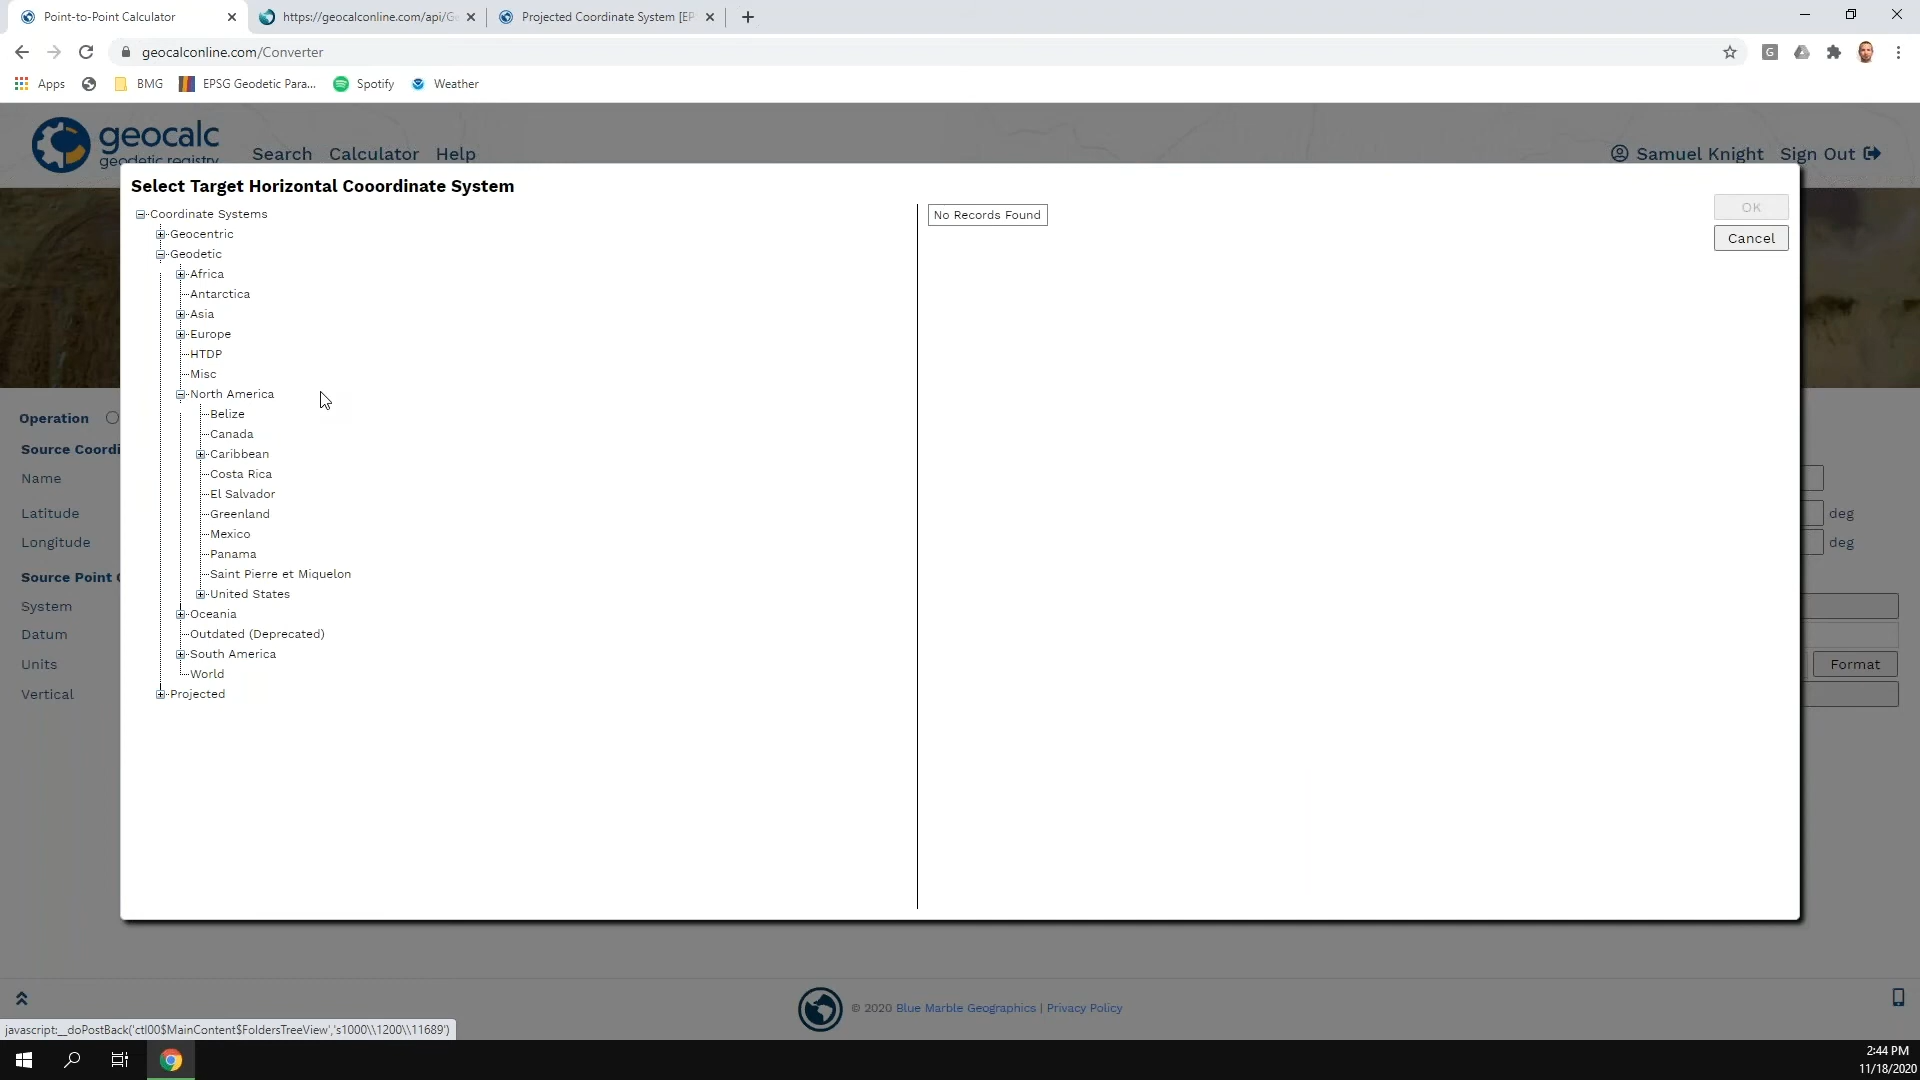 Point-to-Point Calculator
https://geocalconline.com/api/Ge
Projected Coordinate System [EP
geocalconline.com/Converter
Apps
BMG
EPSG Geodetic Para...
Spotify
Weather
geocalc
geodetic registry
Search
Calculator
Help
Samuel Knight
Sign Out
Select Target Horizontal Cooordinate System
Coordinate Systems
Geocentric
Geodetic
Africa
Antarctica
Asia
Europe
HTDP
Misc
North America
Belize
Canada
Caribbean
Costa Rica
El Salvador
Greenland
Mexico
Panama
Saint Pierre et Miquelon
United States
Oceania
Outdated (Deprecated)
South America
World
Projected
No Records Found
OK
Cancel
Operation
Source Coordi
Name
Latitude
deg
Longitude
deg
Source Point
System
Datum
Units
Format
Vertical
© 2020 Blue Marble Geographics | Privacy Policy
javascript:__doPostBack('ctl00$MainContent$FoldersTreeView','s1000\\1200\\11689')
2:44 PM
11/18/2020